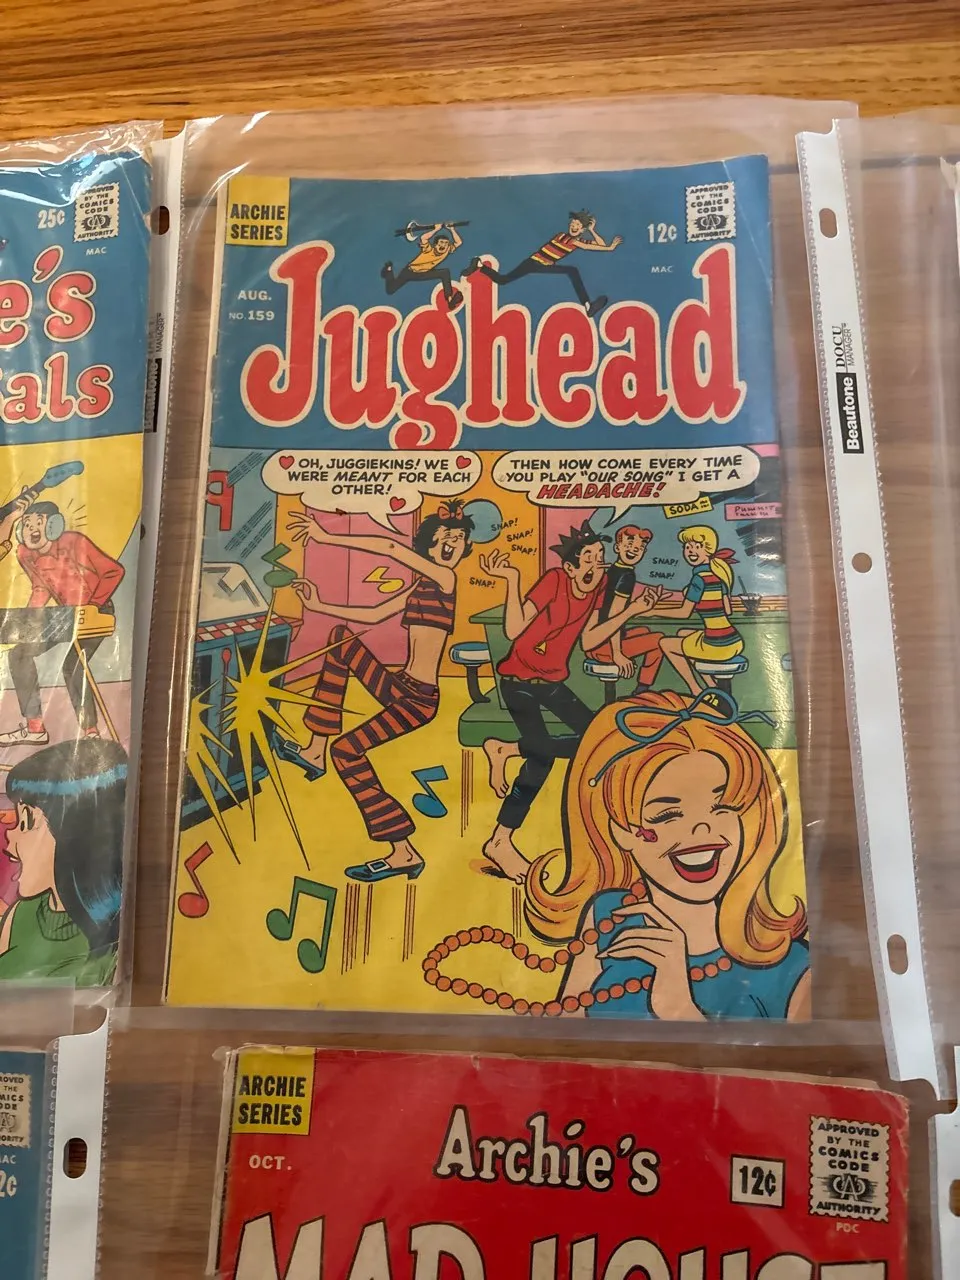 25¢
APPROVED
BY THE
COMICS
CODE
AUTHORITY
MAC
e's
als
ARCHIE
SERIES
12¢
APPROVED
BY THE
COMICS
CODE
AUTHORITY
MAC
AUG.
NO. 159
Jughead
OH, JUGGIEKINS! WE
WERE MEANT FOR EACH
OTHER!
THEN HOW COME EVERY TIME
YOU PLAY "OUR SONG" I GET A
HEADACHE!
SODA
SNAP!
SNAP!
SNAP!
SNAP!
SNAP!
SNAP!
Beautone DOCU
MANAGER
ARCHIE
SERIES
OCT.
Archie's
12¢
APPROVED
BY THE
COMICS
CODE
AUTHORITY
PDC
MAD HOUSE
MAC
2¢